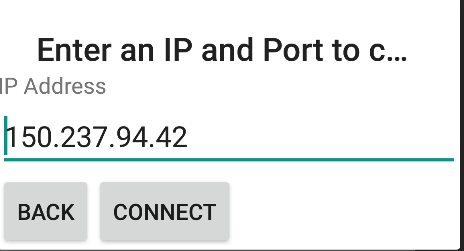 Enter an IP and Port to c...
IP Address
150.237.94.42
BACK CONNECT